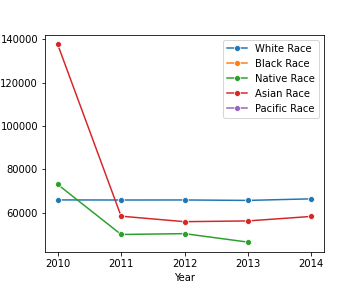 140000
120000
100000
80000
60000
White Race
Black Race
Native Race
Asian Race
Pacific Race
2010 2011 2012 2013 2014
Year